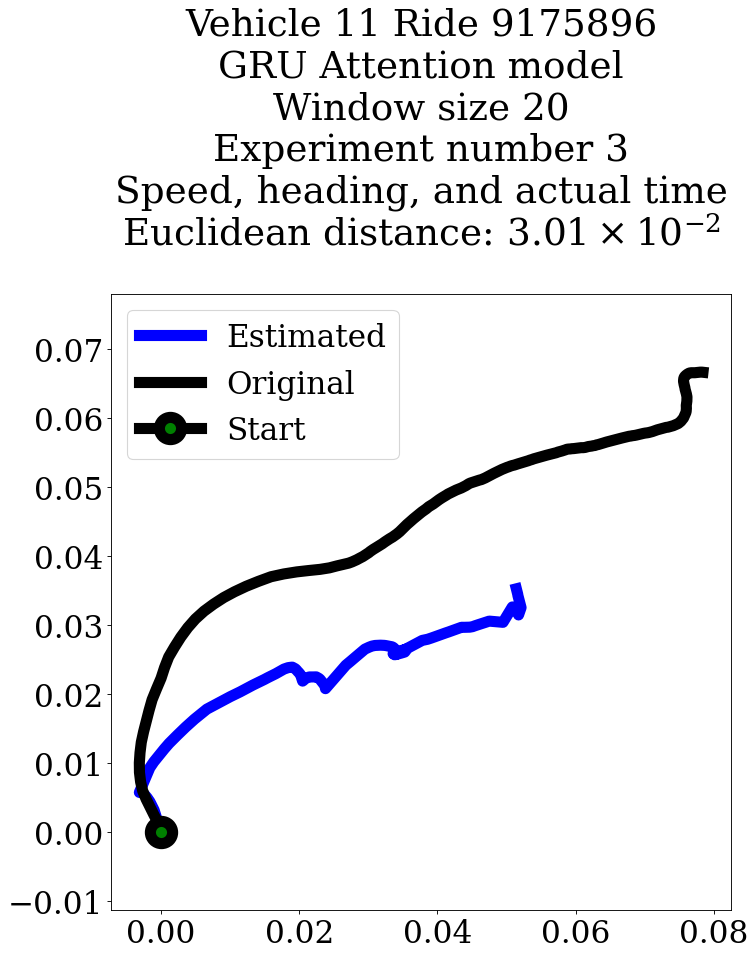 Vehicle 11 Ride 9175896
GRU Attention model
Window size 20
Experiment number 3
Speed, heading, and actual time
Euclidean distance: 3.01 × 10⁻²
Estimated
Original
Start
0.07
0.06
0.05
0.04
0.03
0.02
0.01
0.00
−0.01
0.00 0.02 0.04 0.06 0.08